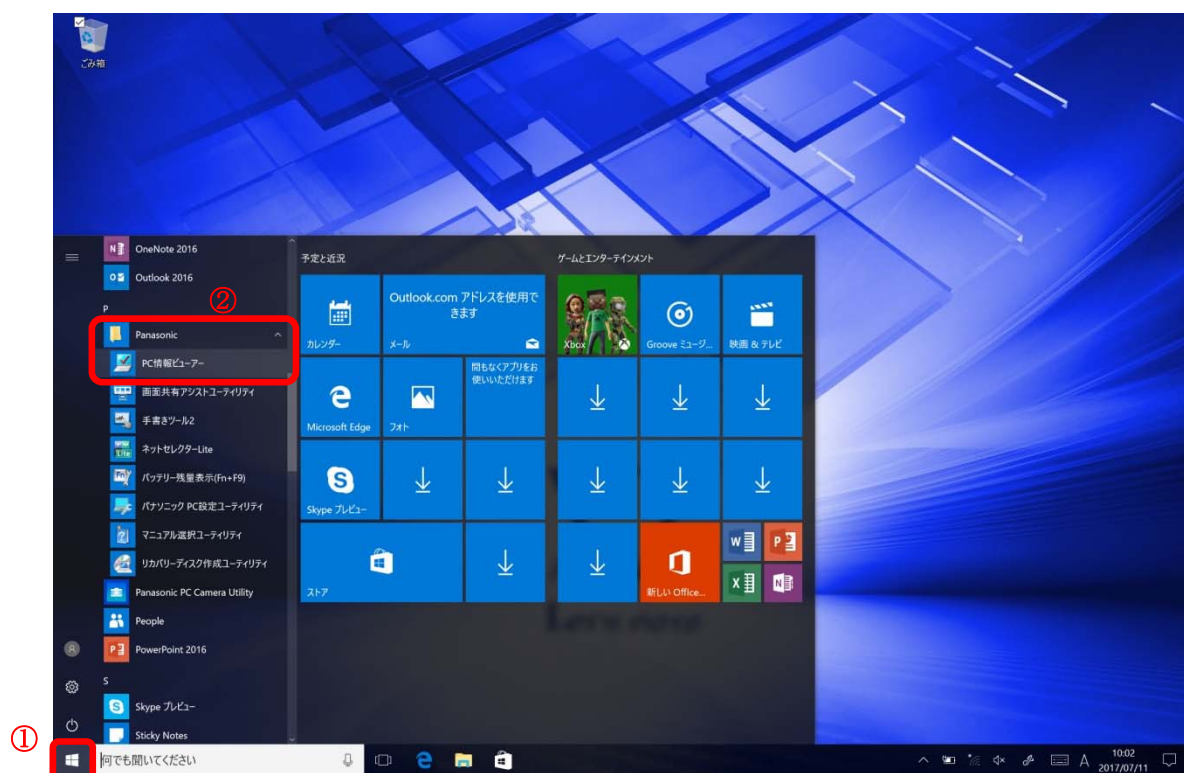 ごみ箱
OneNote 2016
Outlook 2016
②
P
Panasonic
PC情報ビューアー
画面共有アシストユーティリティ
手書きツール2
ネットセレクターLite
バッテリー残量表示(Fn+F9)
パナソニック PC設定ユーティリティ
マニュアル選択ユーティリティ
リカバリーディスク作成ユーティリティ
Panasonic PC Camera Utility
People
PowerPoint 2016
S
Skype プレビュー
Sticky Notes
予定と近況
カレンダー
Outlook.com アドレスを使用で
きます
メール
Microsoft Edge
フォト
間もなくアプリをお
使いいただけます
Skype プレビュー
ストア
ゲームとエンターテインメント
Xbox
Groove ミュージ...
映画 & テレビ
新しい Office...
①
何でも聞いてください
A
10:02
2017/07/11